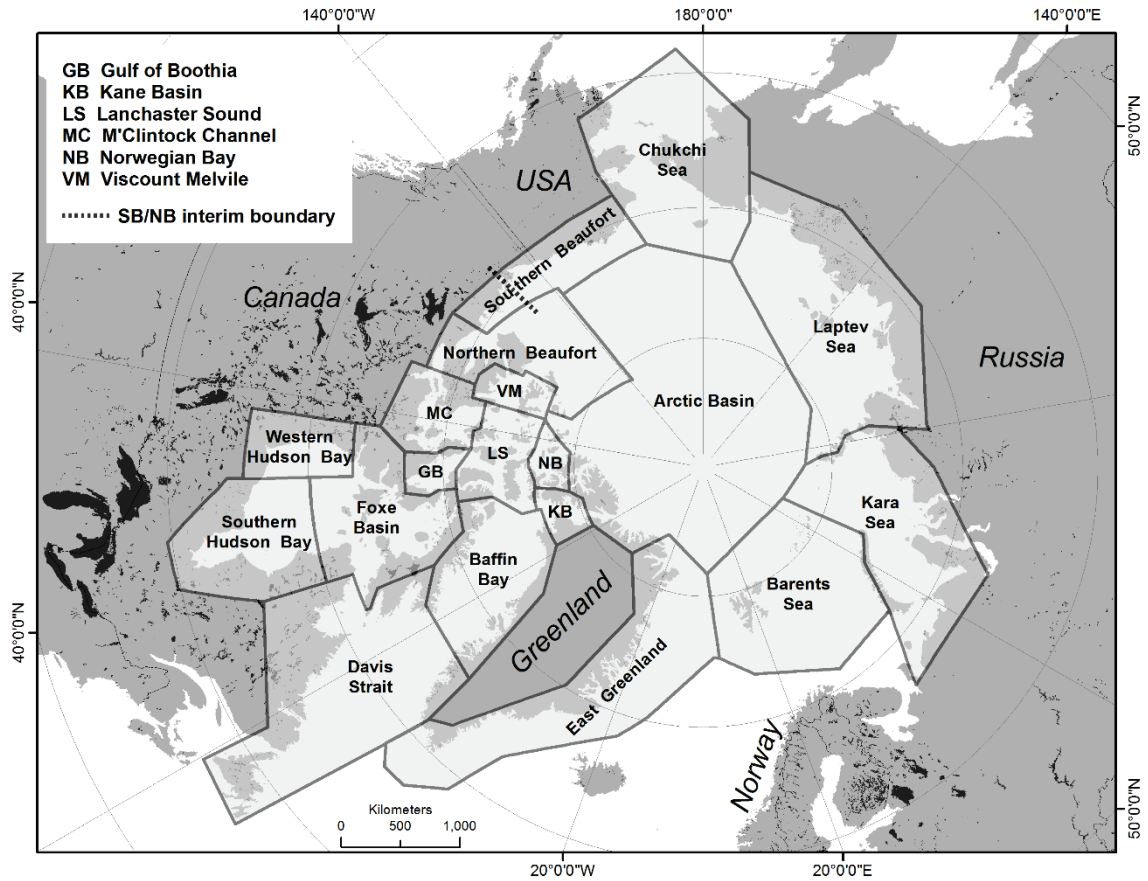 140°0'0"W
180°0'0"
140°0'0"E
GB Gulf of Boothia
KB Kane Basin
LS Lanchaster Sound
MC M'Clintock Channel
NB Norwegian Bay
VM Viscount Melvile
SB/NB interim boundary
50°0'0"N
40°0'0"N
40°0'0"N
50°0'0"N
USA
Canada
Russia
Greenland
Norway
Chukchi
Sea
Southern Beaufort
Northern Beaufort
Laptev
Sea
VM
MC
Arctic Basin
Western
Hudson Bay
GB
LS
NB
KB
Southern
Hudson Bay
Foxe
Basin
Kara
Sea
Baffin
Bay
Barents
Sea
Davis
Strait
East Greenland
Kilometers
0 500 1,000
20°0'0"W
20°0'0"E